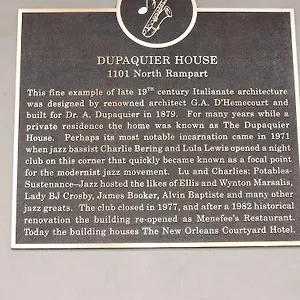 DUPAQUIER HOUSE
1101 North Rampart
This fine example of late 19TH century Italianate architecture
was designed by renowned architect G.A. D'Hemecourt and
built for Dr. A. Dupaquier in 1879. For many years while a
private residence the home was known as The Dupaquier
House. Perhaps its most notable incarnation came in 1971
when jazz bassist Charlie Bering and Lula Lewis opened a night
club on this corner that quickly became known as a focal point
for the modernist jazz movement. Lu and Charlies: Potables-
Sustenance—Jazz hosted the likes of Ellis and Wynton Marsalis,
Lady BJ Crosby, James Booker, Alvin Baptiste and many other
jazz greats. The club closed in 1977, and after a 1982 historical
renovation the building re-opened as Menefee's Restaurant.
Today the building houses The New Orleans Courtyard Hotel.